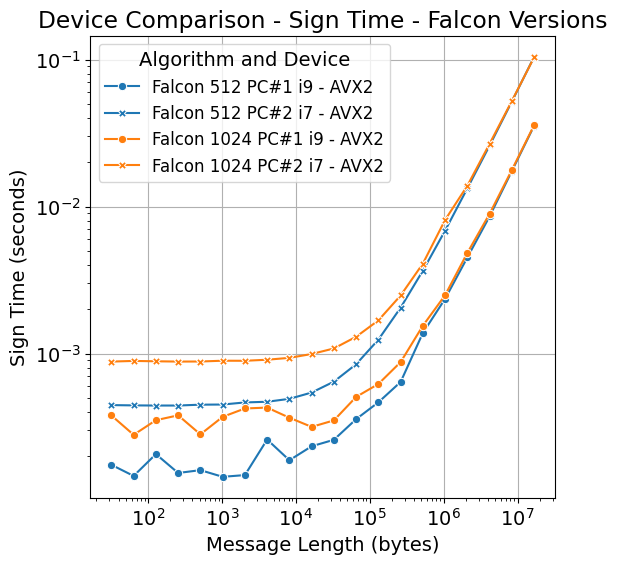 Device Comparison - Sign Time - Falcon Versions
Algorithm and Device
Falcon 512 PC#1 i9 - AVX2
Falcon 512 PC#2 i7 - AVX2
Falcon 1024 PC#1 i9 - AVX2
Falcon 1024 PC#2 i7 - AVX2
Sign Time (seconds)
10⁻¹
10⁻²
10⁻³
10² 10³ 10⁴ 10⁵ 10⁶ 10⁷
Message Length (bytes)